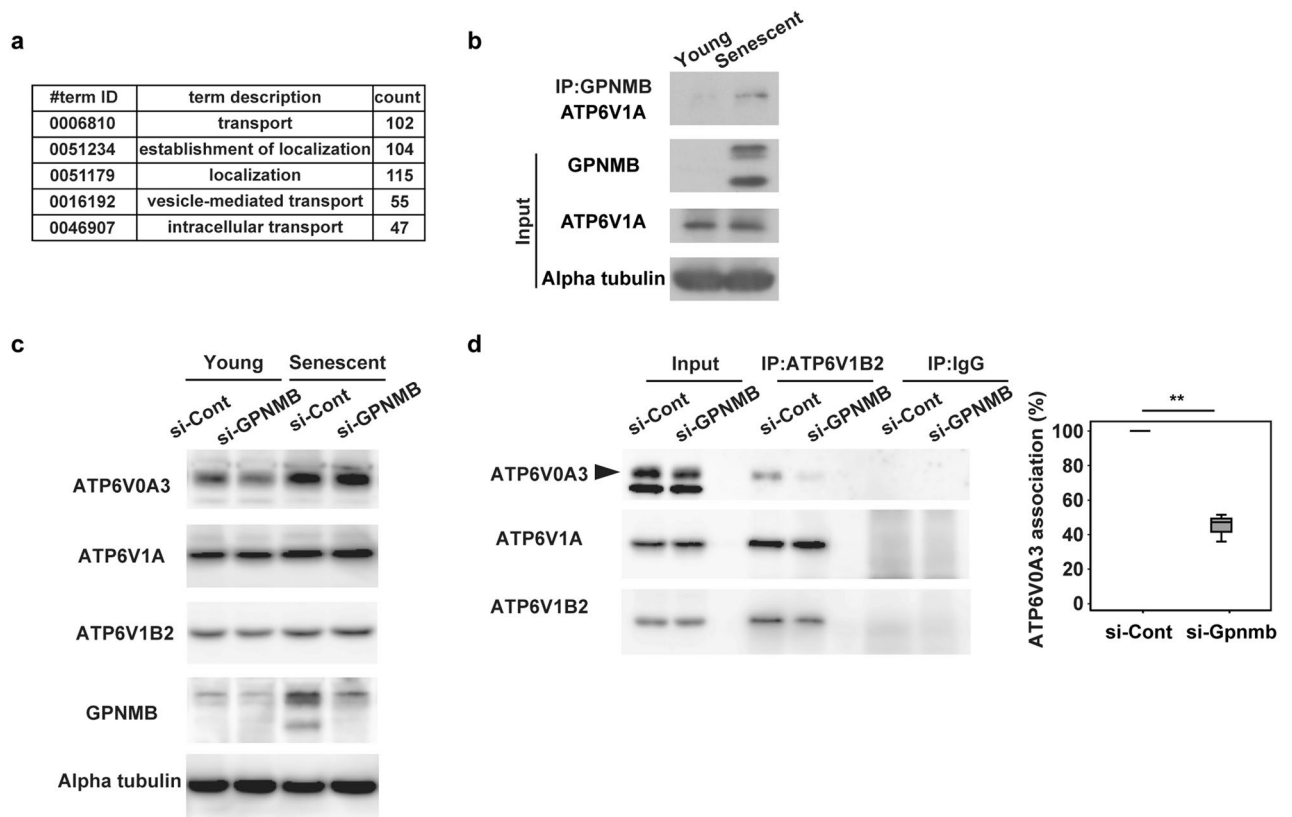 a
#term ID term description count
0006810 transport 102
0051234 establishment of localization 104
0051179 localization 115
0016192 vesicle-mediated transport 55
0046907 intracellular transport 47
b
Young Senescent
IP:GPNMB
ATP6V1A
Input
GPNMB
ATP6V1A
Alpha tubulin
c
Young Senescent
si-Cont si-GPNMB si-Cont si-GPNMB
ATP6V0A3
ATP6V1A
ATP6V1B2
GPNMB
Alpha tubulin
d
Input IP:ATP6V1B2 IP:IgG
si-Cont si-GPNMB si-Cont si-GPNMB si-Cont si-GPNMB
ATP6V0A3
ATP6V1A
ATP6V1B2
ATP6V0A3 association (%)
**
100
80
60
40
20
0
si-Cont si-Gpnmb